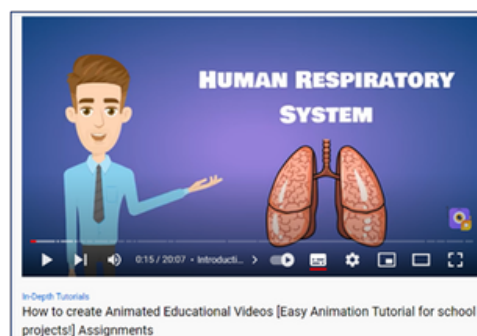 HUMAN RESPIRATORY
SYSTEM
0:15 / 20:07 • Introducti...
In-Depth Tutorials
How to create Animated Educational Videos [Easy Animation Tutorial for school
projects!] Assignments